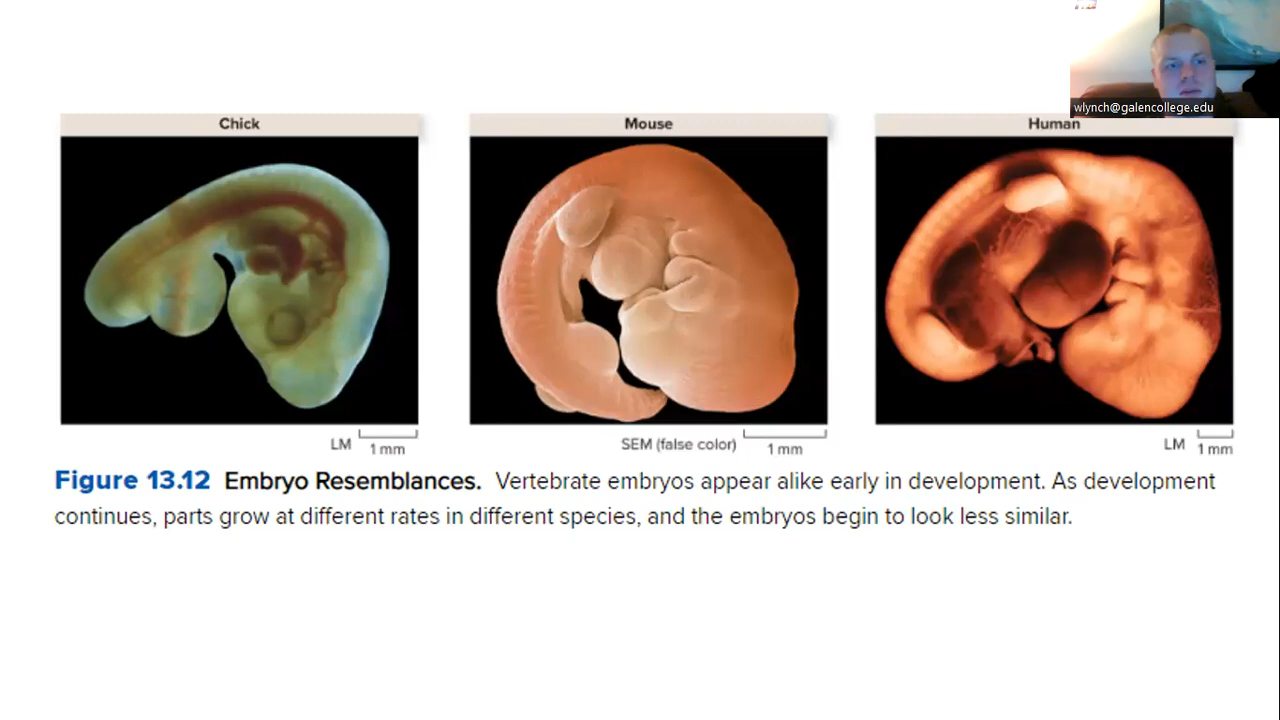 wlynch@galencollege.edu
Chick
Mouse
Human
LM 1 mm
SEM (false color) 1 mm
LM 1 mm
Figure 13.12 Embryo Resemblances. Vertebrate embryos appear alike early in development. As development
continues, parts grow at different rates in different species, and the embryos begin to look less similar.